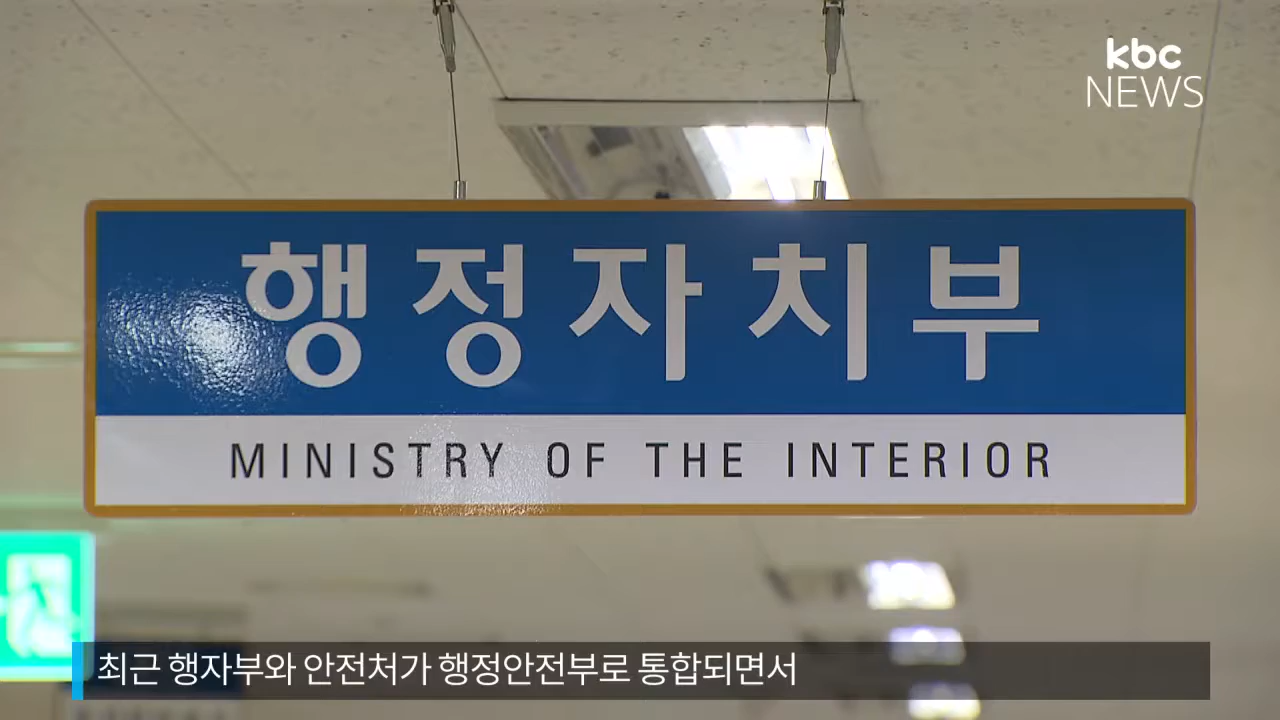 kbc
NEWS
행정자치부
MINISTRY OF THE INTERIOR
최근 행자부와 안전처가 행정안전부로 통합되면서